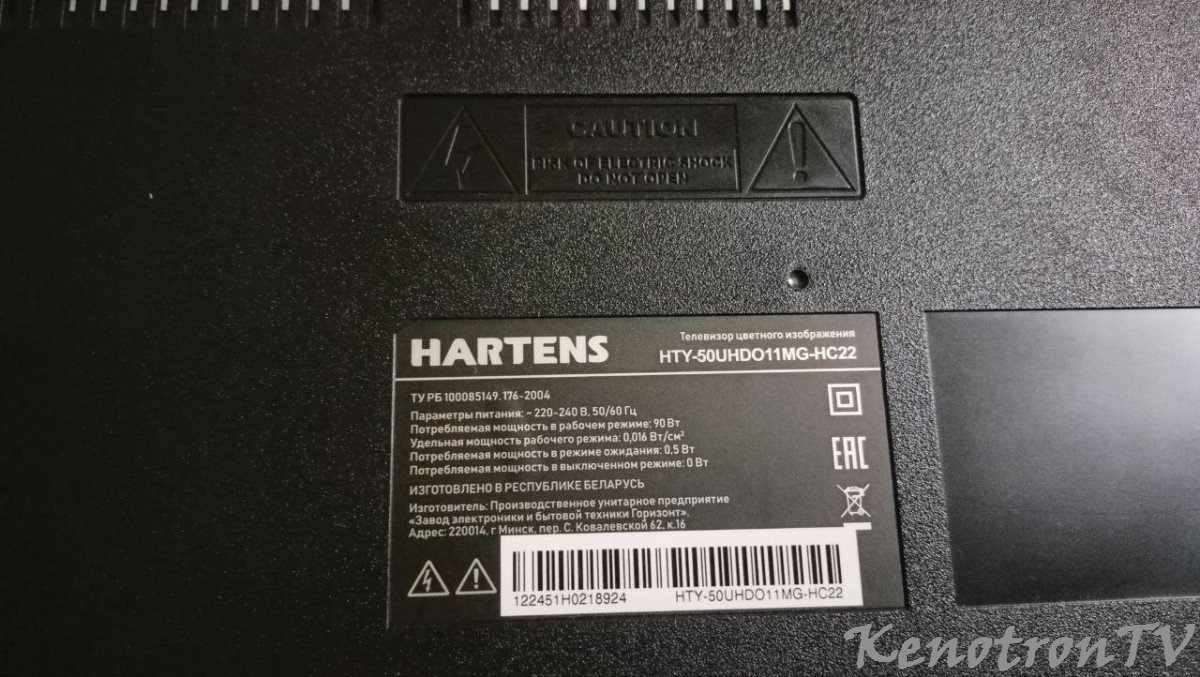 CAUTION
RISK OF ELECTRIC SHOCK
DO NOT OPEN
HARTENS
Телевизор цветного изображения
HTY-50UHDO11MG-HC22
ТУ РБ 100085149. 176-2004
Параметры питания: ~ 220-240 В, 50/60 Гц
Потребляемая мощность в рабочем режиме: 90 Вт
Удельная мощность рабочего режима: 0,016 Вт/см²
Потребляемая мощность в режиме ожидания: 0,5 Вт
Потребляемая мощность в выключенном режиме: 0 Вт
ИЗГОТОВЛЕНО В РЕСПУБЛИКЕ БЕЛАРУСЬ
Изготовитель: Производственное унитарное предприятие
«Завод электроники и бытовой техники Горизонт».
Адрес: 220014, г Минск, пер. С. Ковалевской 62, к.16
EAC
122451H0218924
HTY-50UHDO11MG-HC22
KenotronTV